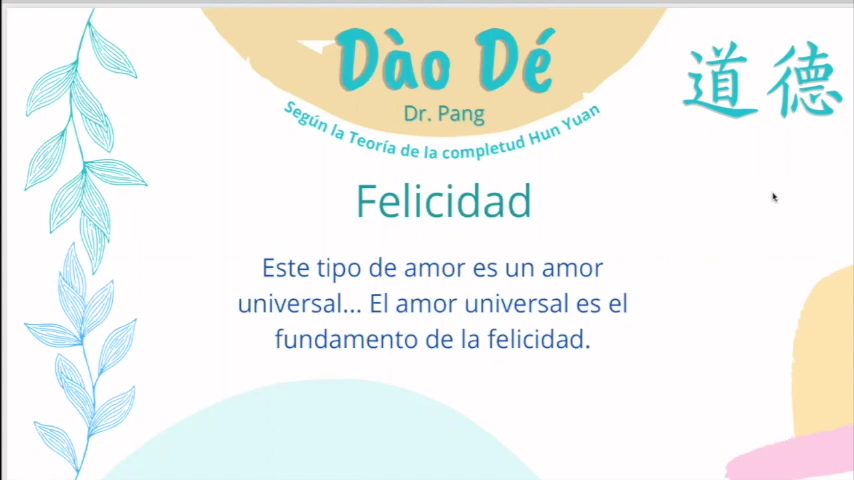 Dào Dé
道德
Dr. Pang
Según la Teoría de la completud Hun Yuan
Felicidad
Este tipo de amor es un amor
universal... El amor universal es el
fundamento de la felicidad.